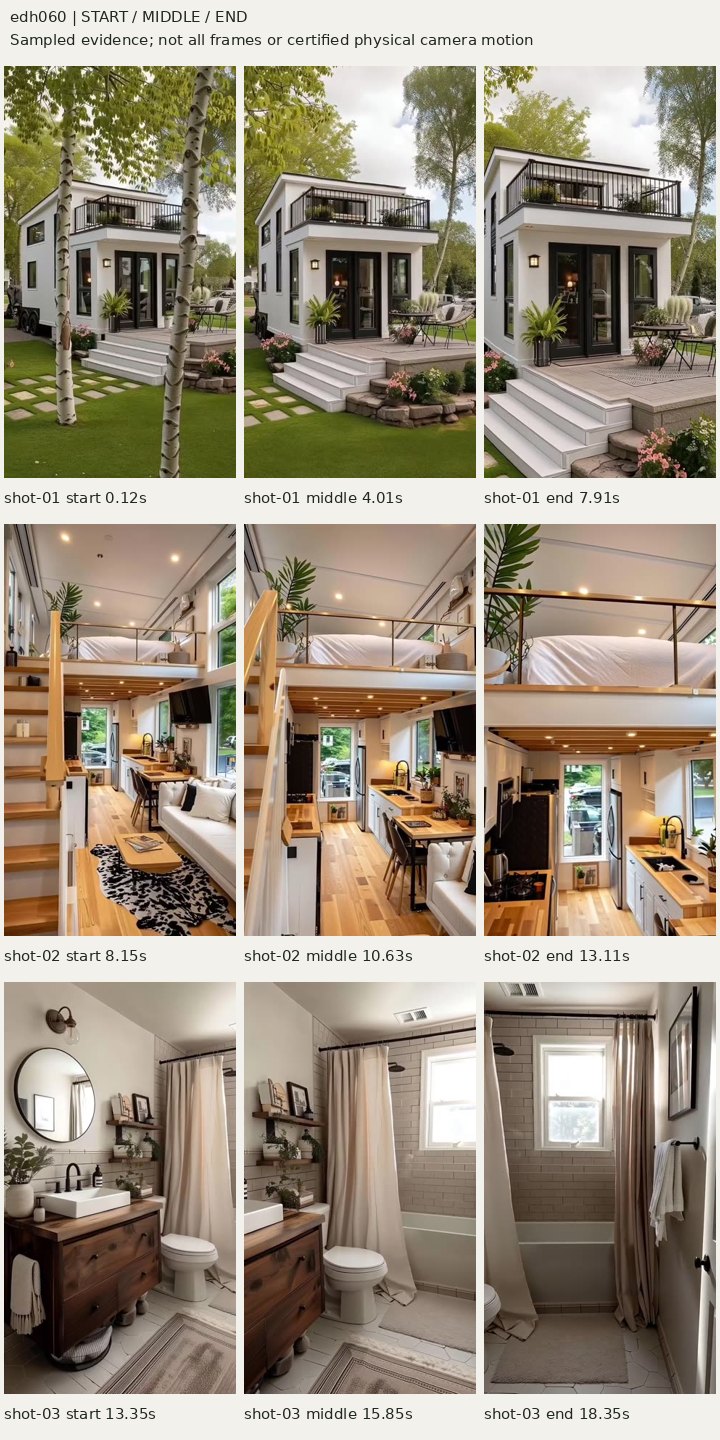 edh060 | START / MIDDLE / END
Sampled evidence; not all frames or certified physical camera motion
shot-01 start 0.12s
shot-01 middle 4.01s
shot-01 end 7.91s
shot-02 start 8.15s
shot-02 middle 10.63s
shot-02 end 13.11s
shot-03 start 13.35s
shot-03 middle 15.85s
shot-03 end 18.35s